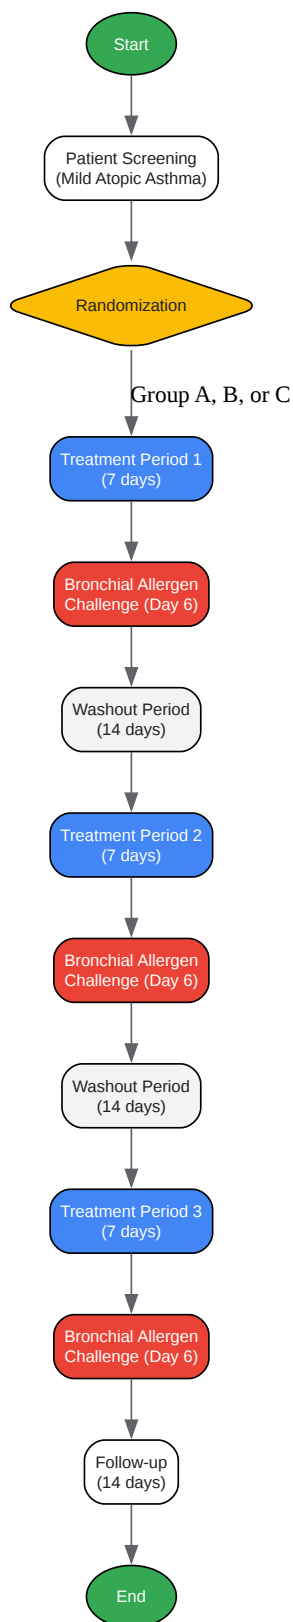 Start
Patient Screening
(Mild Atopic Asthma)
Randomization
Group A, B, or C
Treatment Period 1
(7 days)
Bronchial Allergen
Challenge (Day 6)
Washout Period
(14 days)
Treatment Period 2
(7 days)
Bronchial Allergen
Challenge (Day 6)
Washout Period
(14 days)
Treatment Period 3
(7 days)
Bronchial Allergen
Challenge (Day 6)
Follow-up
(14 days)
End